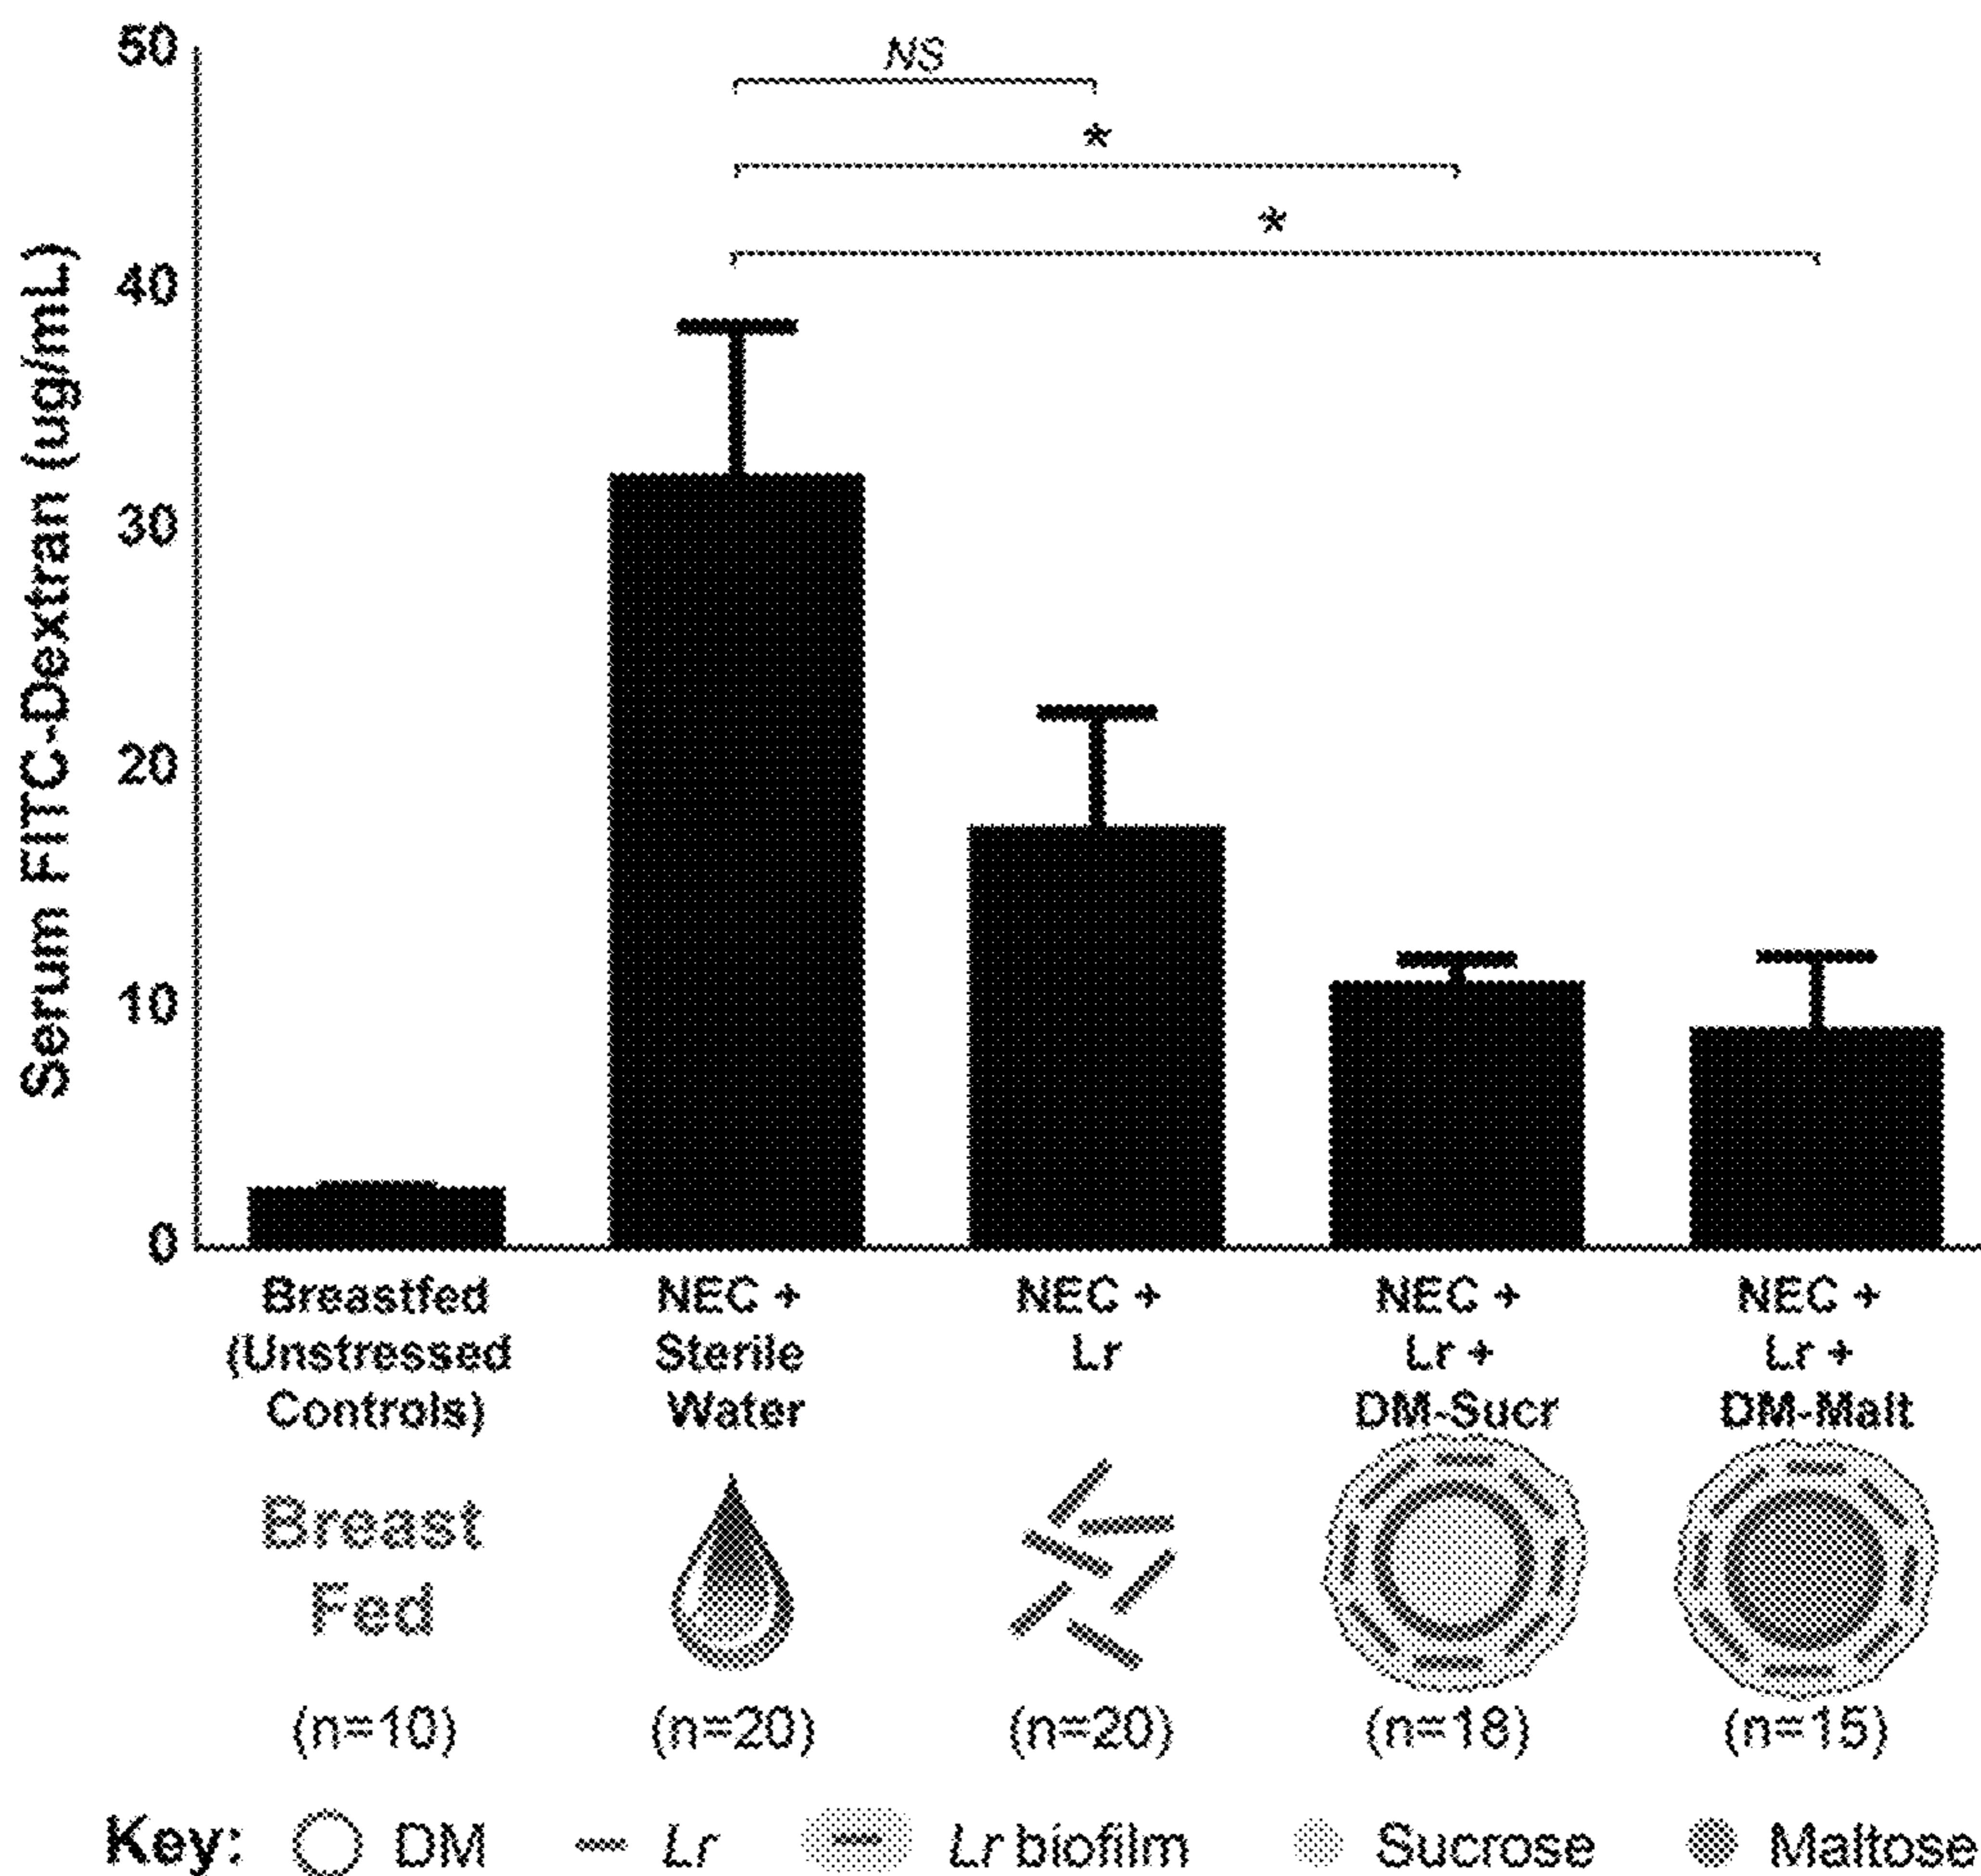 50
NS
*
*
40
30
20
10
0
Serum FITC-Dextran (ug/mL)
Breastfed
(Unstressed
Controls)
NEC +
Sterile
Water
NEC +
Lr
NEC +
Lr +
DM-Sucr
NEC +
Lr +
DM-Malt
Breast
Fed
(n=10)
(n=20)
(n=20)
(n=18)
(n=15)
Key: DM Lr Lr biofilm Sucrose Maltose